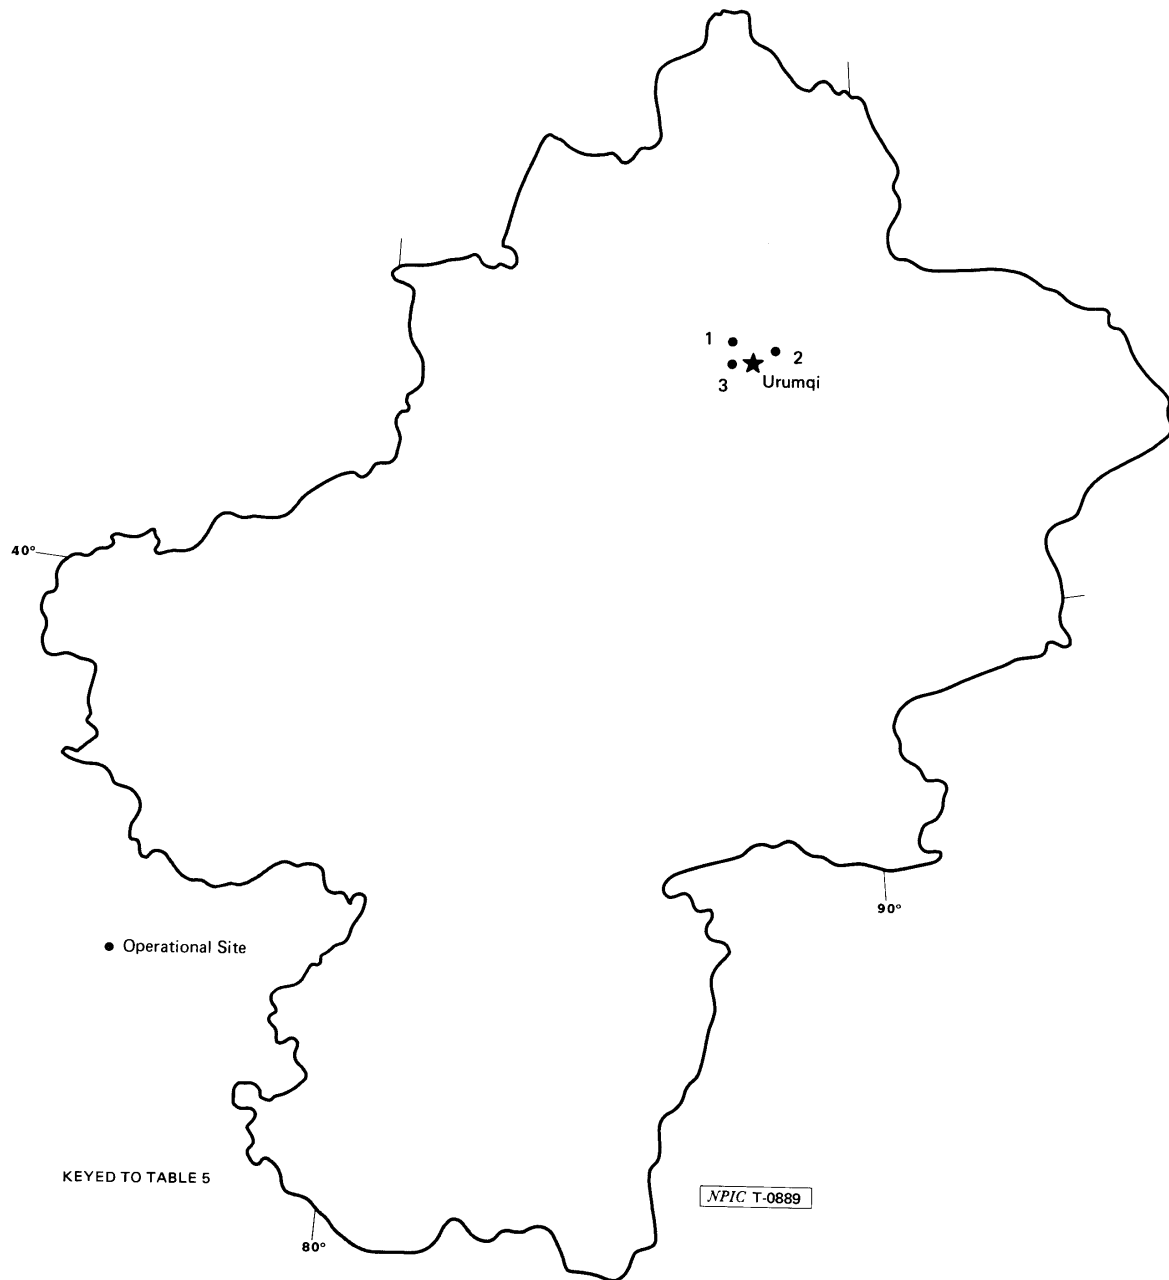 1
2
3
Urumqi
40°
90°
● Operational Site
KEYED TO TABLE 5
NPIC T-0889
80°